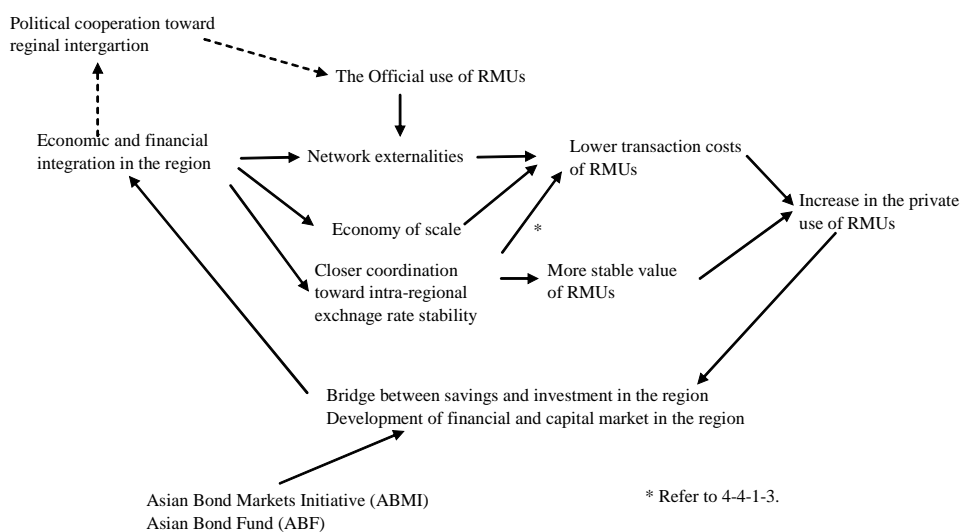 Political cooperation toward
reginal intergartion
The Official use of RMUs
Economic and financial
integration in the region
Network externalities
Lower transaction costs
of RMUs
Increase in the private
use of RMUs
Economy of scale
*
Closer coordination
toward intra-regional
exchnage rate stability
More stable value
of RMUs
Bridge between savings and investment in the region
Development of financial and capital market in the region
Asian Bond Markets Initiative (ABMI)
Asian Bond Fund (ABF)
* Refer to 4-4-1-3.